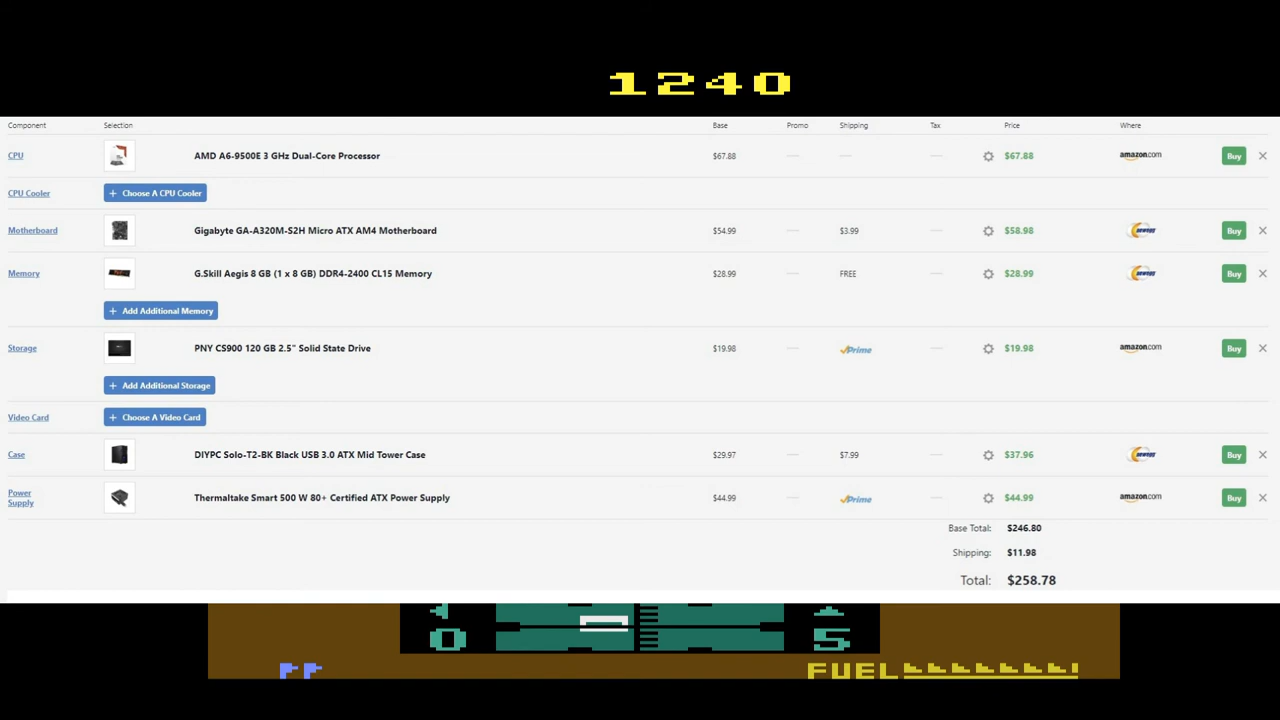 1240
Component Selection Base Promo Shipping Tax Price Where
CPU AMD A6-9500E 3 GHz Dual-Core Processor $67.88 — — — $67.88 amazon.com Buy
CPU Cooler + Choose A CPU Cooler
Motherboard Gigabyte GA-A320M-S2H Micro ATX AM4 Motherboard $54.99 — $3.99 — $58.98 Buy
Memory G.Skill Aegis 8 GB (1 x 8 GB) DDR4-2400 CL15 Memory $28.99 — FREE — $28.99 Buy
+ Add Additional Memory
Storage PNY CS900 120 GB 2.5" Solid State Drive $19.98 — Prime — $19.98 amazon.com Buy
+ Add Additional Storage
Video Card + Choose A Video Card
Case DIYPC Solo-T2-BK Black USB 3.0 ATX Mid Tower Case $29.97 — $7.99 — $37.96 Buy
Power Supply Thermaltake Smart 500 W 80+ Certified ATX Power Supply $44.99 — Prime — $44.99 amazon.com Buy
Base Total: $246.80
Shipping: $11.98
Total: $258.78
0 5
FUEL